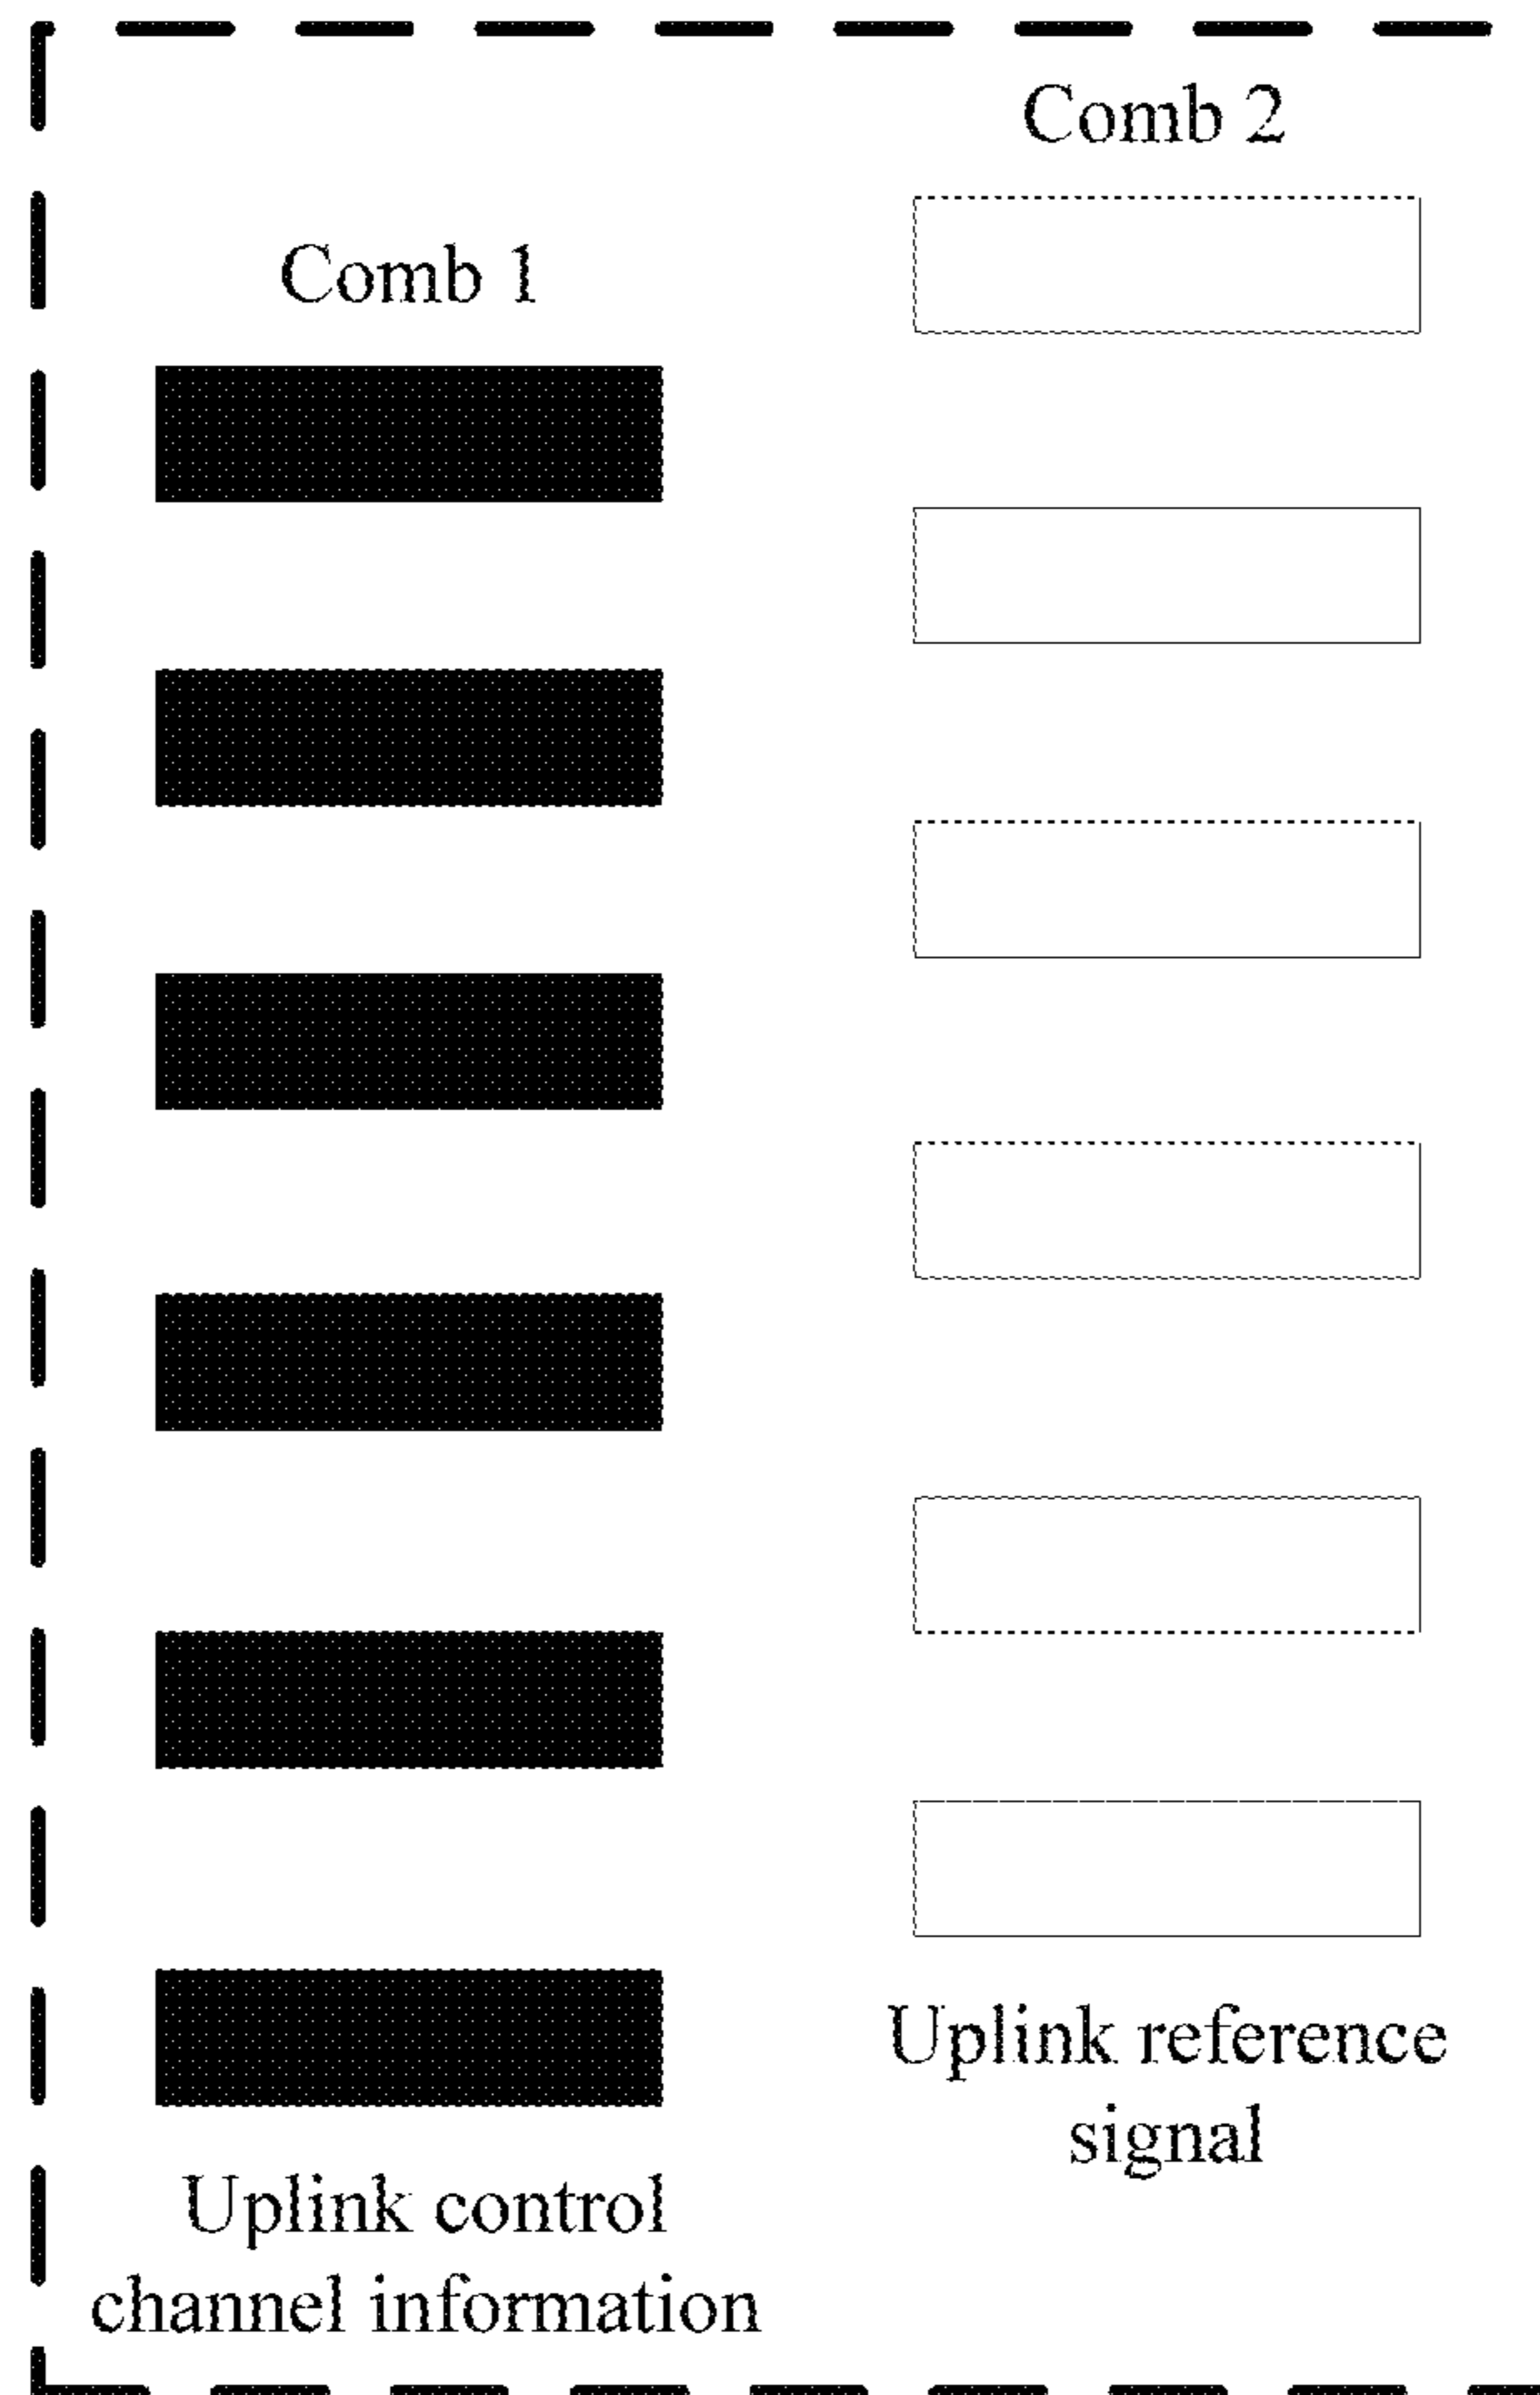 Comb 2
Comb 1
Uplink reference
signal
Uplink control
channel information